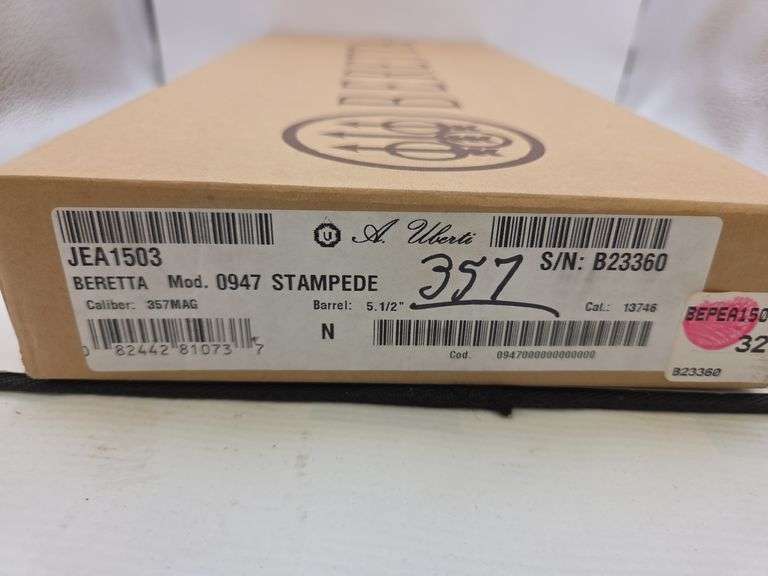 BERETTA
JEA1503
A. Uberti
S/N: B23360
BERETTA Mod. 0947 STAMPEDE
357
Caliber: 357MAG
Barrel: 5.1/2"
Cal.: 13746
N
0 82442 81073 7
Cod. 0947000000000000
BEPEA150
32
B23360